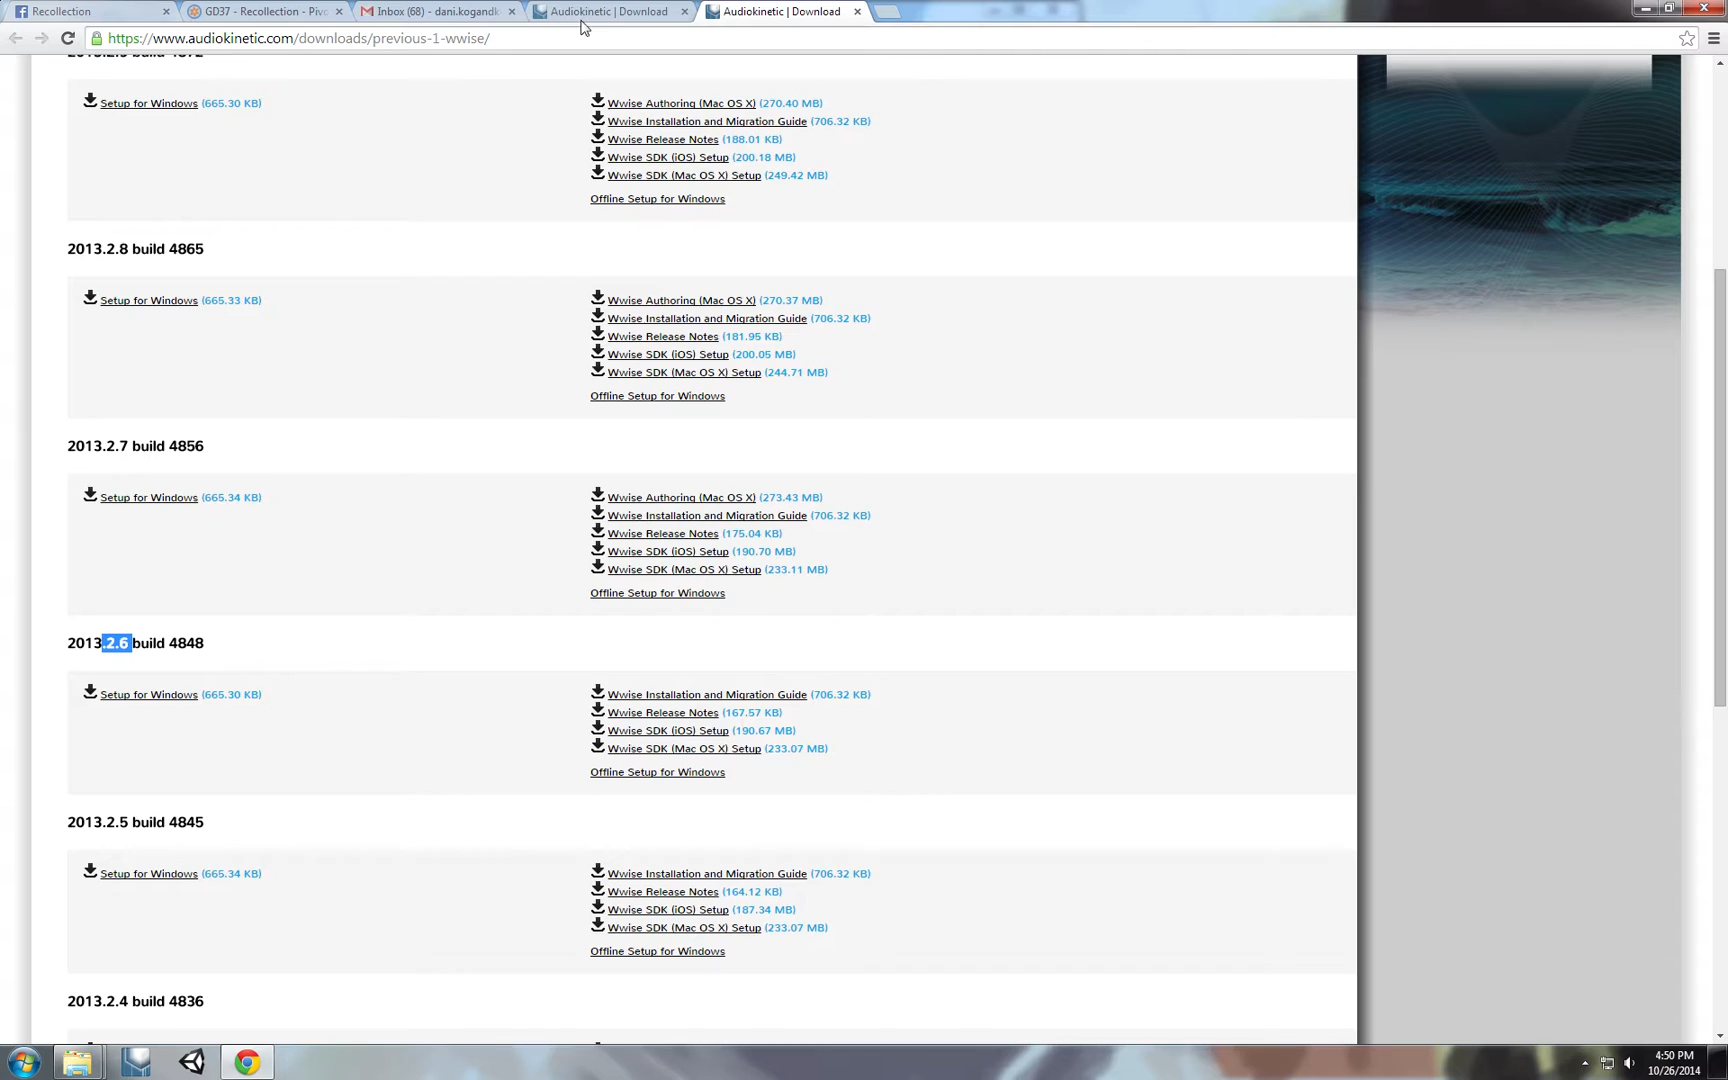 Recollection
GD37 - Recollection - Pivo
Inbox (68) - dani.kogandk
Audiokinetic | Download
Audiokinetic | Download
https://www.audiokinetic.com/downloads/previous-1-wwise/
Setup for Windows (665.30 KB)
Wwise Authoring (Mac OS X) (270.40 MB)
Wwise Installation and Migration Guide (706.32 KB)
Wwise Release Notes (188.01 KB)
Wwise SDK (iOS) Setup (200.18 MB)
Wwise SDK (Mac OS X) Setup (249.42 MB)
Offline Setup for Windows
2013.2.8 build 4865
Setup for Windows (665.33 KB)
Wwise Authoring (Mac OS X) (270.37 MB)
Wwise Installation and Migration Guide (706.32 KB)
Wwise Release Notes (181.95 KB)
Wwise SDK (iOS) Setup (200.05 MB)
Wwise SDK (Mac OS X) Setup (244.71 MB)
Offline Setup for Windows
2013.2.7 build 4856
Setup for Windows (665.34 KB)
Wwise Authoring (Mac OS X) (273.43 MB)
Wwise Installation and Migration Guide (706.32 KB)
Wwise Release Notes (175.04 KB)
Wwise SDK (iOS) Setup (190.70 MB)
Wwise SDK (Mac OS X) Setup (233.11 MB)
Offline Setup for Windows
2013.2.6 build 4848
Setup for Windows (665.30 KB)
Wwise Installation and Migration Guide (706.32 KB)
Wwise Release Notes (167.57 KB)
Wwise SDK (iOS) Setup (190.67 MB)
Wwise SDK (Mac OS X) Setup (233.07 MB)
Offline Setup for Windows
2013.2.5 build 4845
Setup for Windows (665.34 KB)
Wwise Installation and Migration Guide (706.32 KB)
Wwise Release Notes (164.12 KB)
Wwise SDK (iOS) Setup (187.34 MB)
Wwise SDK (Mac OS X) Setup (233.07 MB)
Offline Setup for Windows
2013.2.4 build 4836
4:50 PM
10/26/2014